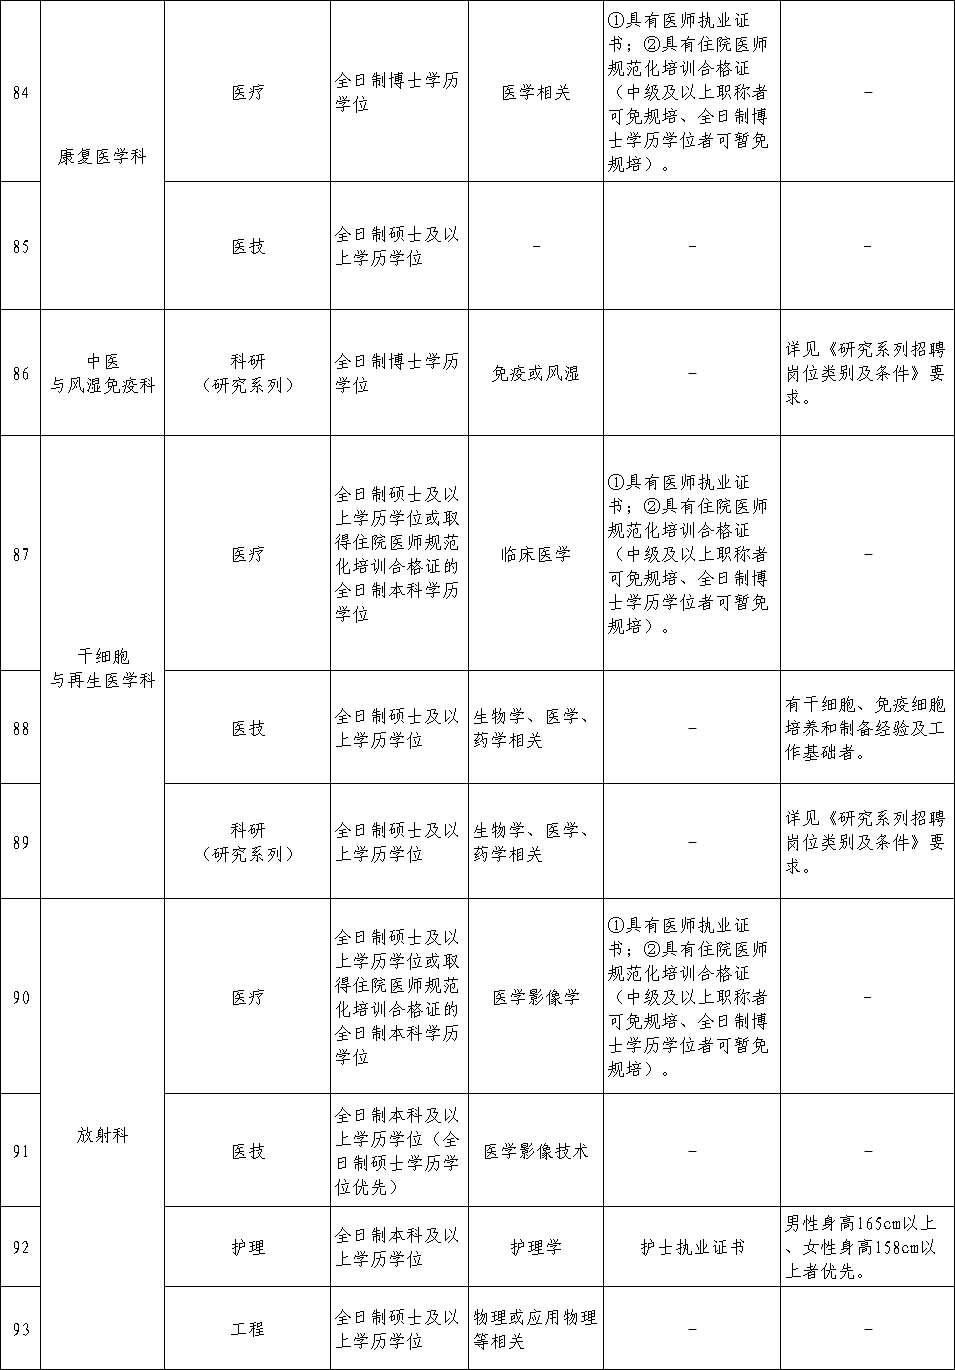 84
康复医学科
医疗
全日制博士学历
学位
医学相关
①具有医师执业证
书；②具有住院医师
规范化培训合格证
（中级及以上职称者
可免规培、全日制博
士学历学位者可暂免
规培）。
-
85
医技
全日制硕士及以
上学历学位
-
-
-
86
中医
与风湿免疫科
科研
（研究系列）
全日制博士学历
学位
免疫或风湿
-
详见《研究系列招聘
岗位类别及条件》要
求。
87
干细胞
与再生医学科
医疗
全日制硕士及以
上学历学位或取
得住院医师规范
化培训合格证的
全日制本科学历
学位
临床医学
①具有医师执业证
书；②具有住院医师
规范化培训合格证
（中级及以上职称者
可免规培、全日制博
士学历学位者可暂免
规培）。
-
88
医技
全日制硕士及以
上学历学位
生物学、医学、
药学相关
-
有干细胞、免疫细胞
培养和制备经验及工
作基础者。
89
科研
（研究系列）
全日制硕士及以
上学历学位
生物学、医学、
药学相关
-
详见《研究系列招聘
岗位类别及条件》要
求。
90
放射科
医疗
全日制硕士及以
上学历学位或取
得住院医师规范
化培训合格证的
全日制本科学历
学位
医学影像学
①具有医师执业证
书；②具有住院医师
规范化培训合格证
（中级及以上职称者
可免规培、全日制博
士学历学位者可暂免
规培）。
-
91
医技
全日制本科及以
上学历学位（全
日制硕士学历学
位优先）
医学影像技术
-
-
92
护理
全日制本科及以
上学历学位
护理学
护士执业证书
男性身高165cm以上
、女性身高158cm以
上者优先。
93
工程
全日制硕士及以
上学历学位
物理或应用物理
等相关
-
-